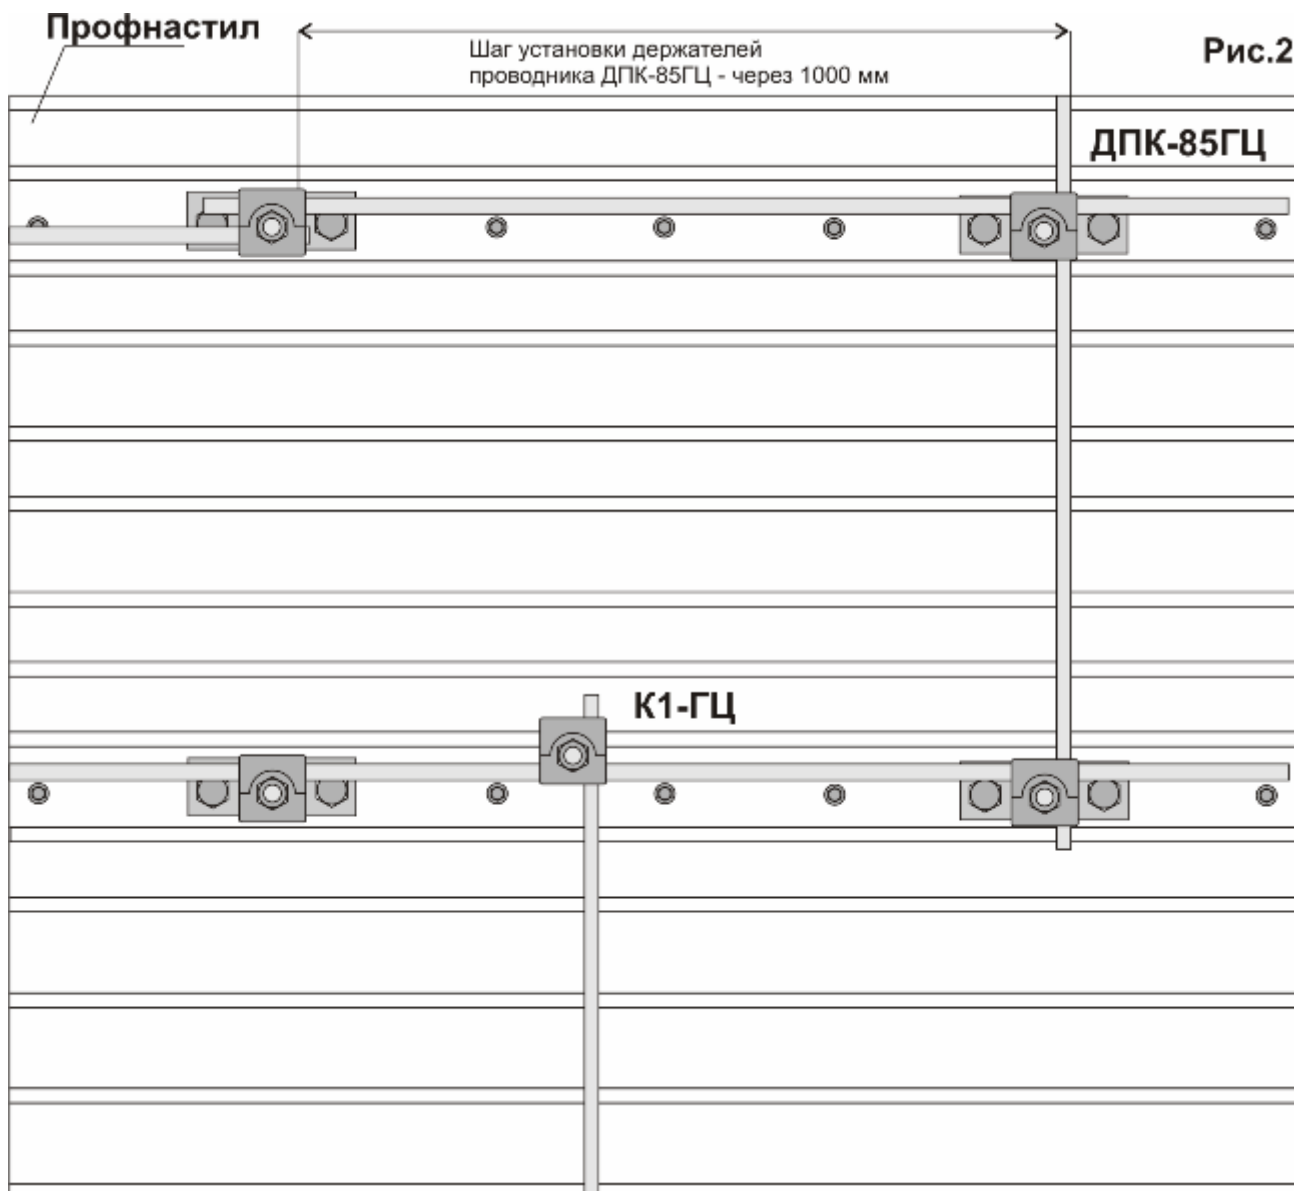 Профнастил
Шаг установки держателей
проводника ДПК-85ГЦ - через 1000 мм
Рис.2
ДПК-85ГЦ
К1-ГЦ